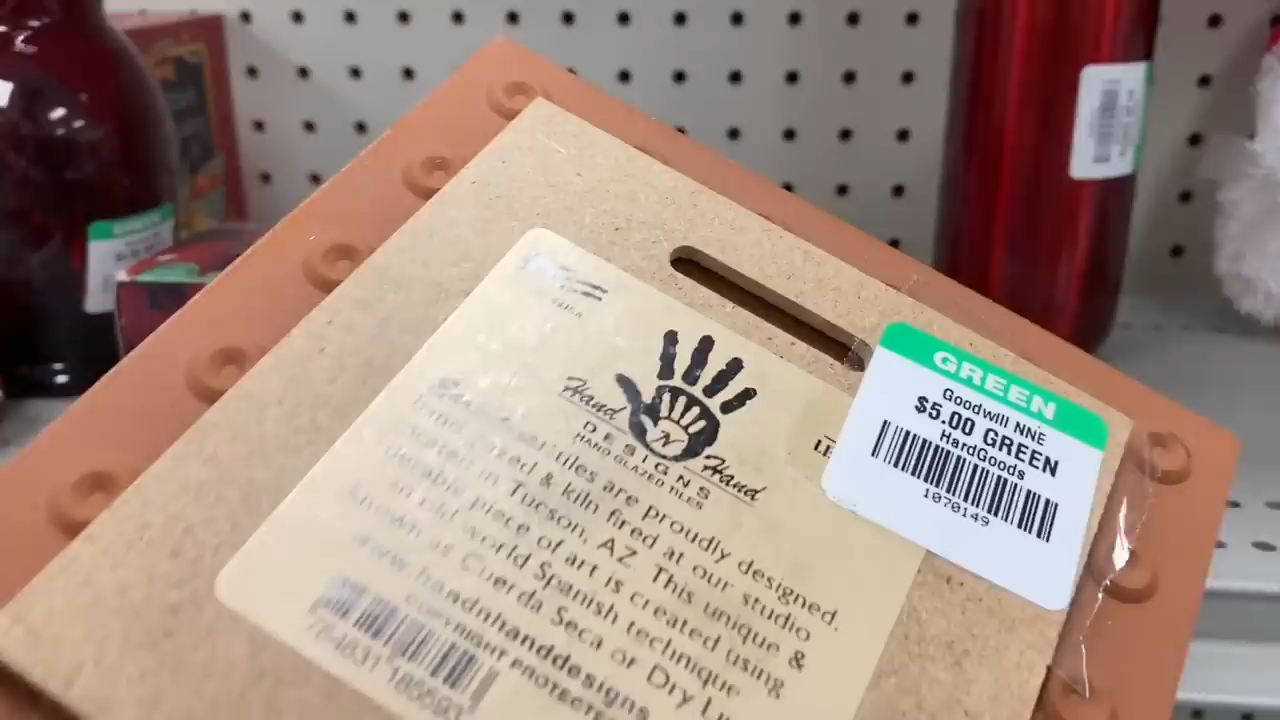 GREEN
Goodwill NNE
$5.00 GREEN
HardGoods
1070149
Hand
N
Hand
DESIGNS
HAND GLAZED TILES
tiles are proudly designed,
& kiln fired at our studio
in Tucson, AZ. This unique &
durable piece of art is created using
an old world Spanish technique
known as Cuerda Seca or Dry
www.handnhanddesigns
COPYRIGHT PROTECTE